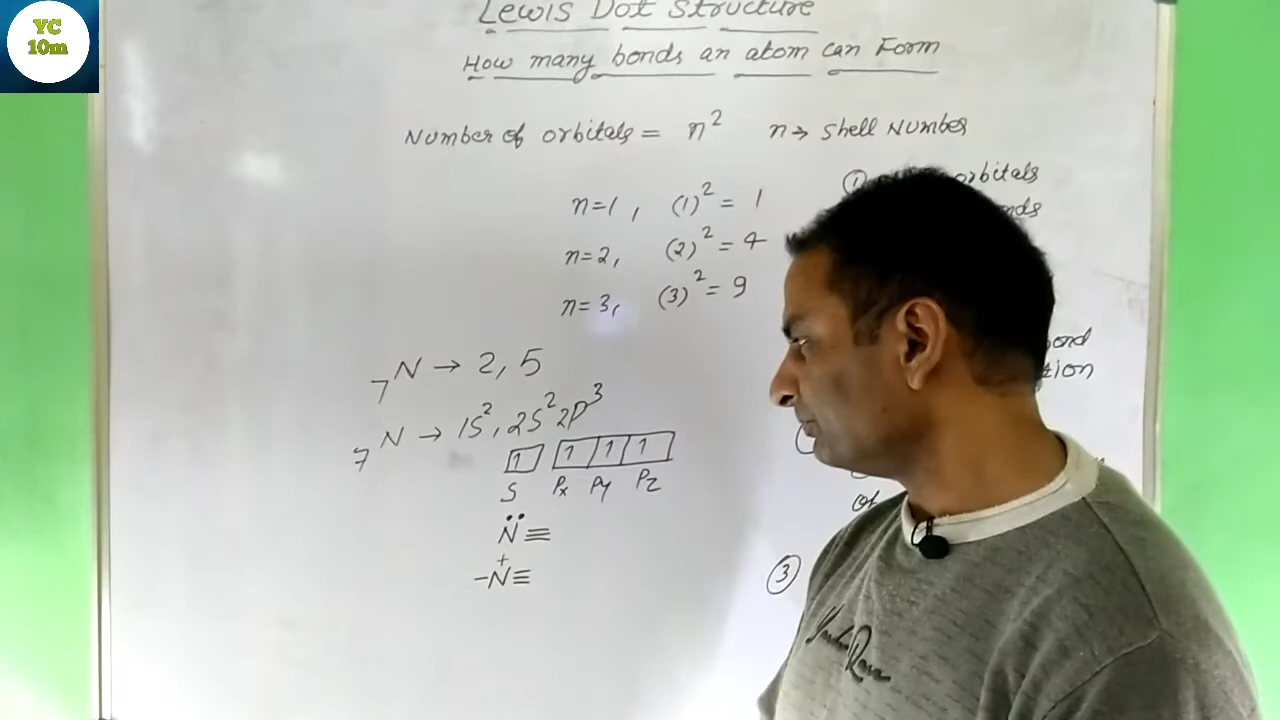 YC
10m
Lewis Dot Structure
How many bonds an atom can Form
Number of orbitals = n² n → Shell Number
① orbitals
n=1, (1)² = 1
n=2, (2)² = 4
n=3, (3)² = 9
₇N → 2, 5
₇N → 1S², 2S² 2P³
1 1 1 1
S Px Py Pz
N̈ ≡
+
-N≡
of
③